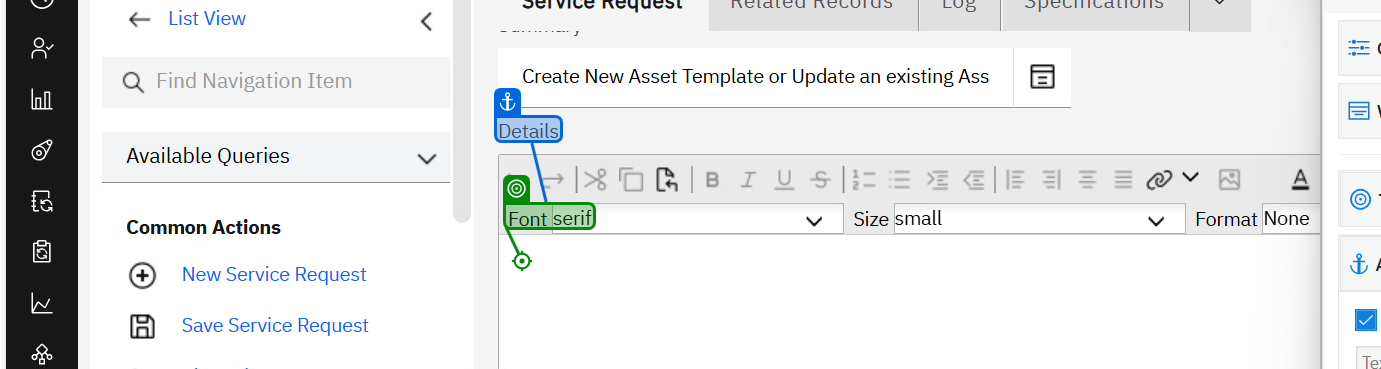 List View
Find Navigation Item
Available Queries
Common Actions
New Service Request
Save Service Request
Service Request
Related Records
Log
Specifications
Summary
Create New Asset Template or Update an existing Ass
Details
Font serif
Size small
Format None